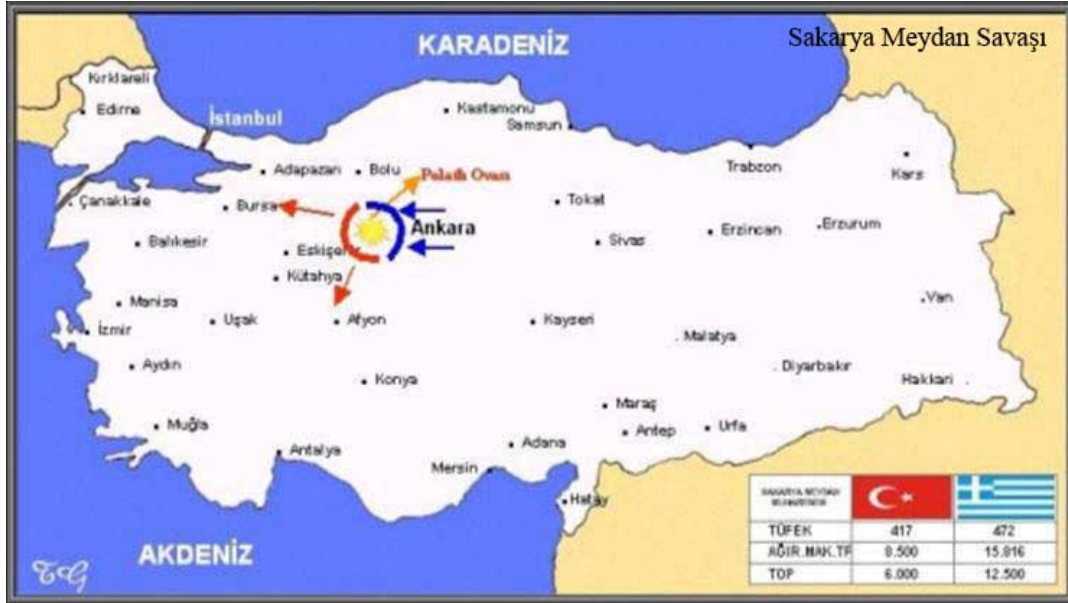 Sakarya Meydan Savaşı
KARADENİZ
Kırklareli
Edirne
İstanbul
Kastamonu
Samsun
Adapazarı
Bolu
Polatlı Ovası
Trabzon
Kars
Çanakkale
Bursa
Ankara
Tokat
Balıkesir
Eskişehir
Sivas
Erzincan
Erzurum
Kütahya
Manisa
Van
İzmir
Uşak
Afyon
Kayseri
Malatya
Aydın
Konya
Diyarbakır
Hakkari
Maraş
Muğla
Antep
Urfa
Antalya
Adana
Mersin
Hatay
AKDENİZ
SAKARYA MEYDAN
TÜFEK 417 472
AĞIR.MAK.TF 8.500 15.816
TOP 6.000 12.500